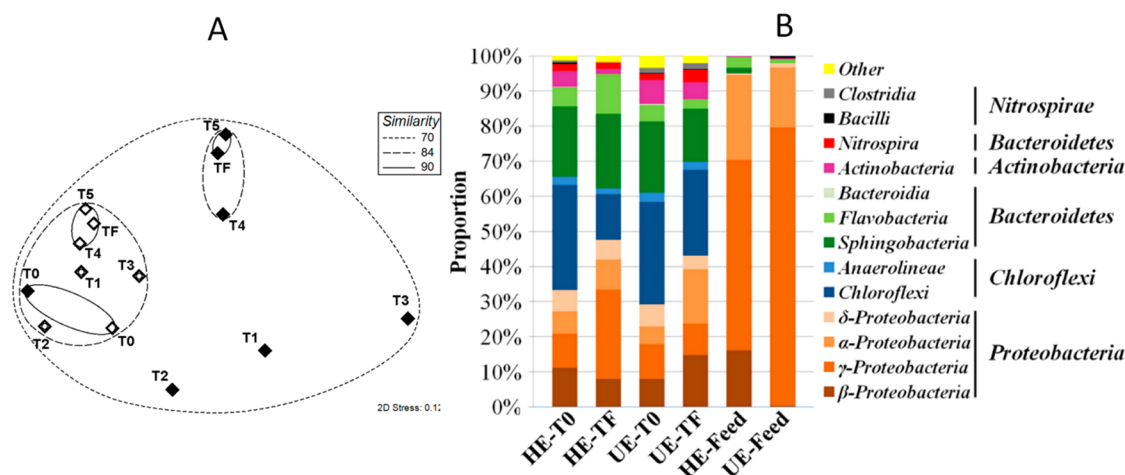 A
B
Similarity
70
84
90
T5
TF
T4
T5
TF
T4
T3
T1
T0
T2
T0
T3
T1
T2
2D Stress: 0.12
Proportion
100%
90%
80%
70%
60%
50%
40%
30%
20%
10%
0%
HE-T0
HE-TF
UE-T0
UE-TF
HE-Feed
UE-Feed
Other
Clostridia
Bacilli
Nitrospira
Actinobacteria
Bacteroidia
Flavobacteria
Sphingobacteria
Anaerolineae
Chloroflexi
δ-Proteobacteria
α-Proteobacteria
γ-Proteobacteria
β-Proteobacteria
Nitrospirae
Bacteroidetes
Actinobacteria
Bacteroidetes
Chloroflexi
Proteobacteria